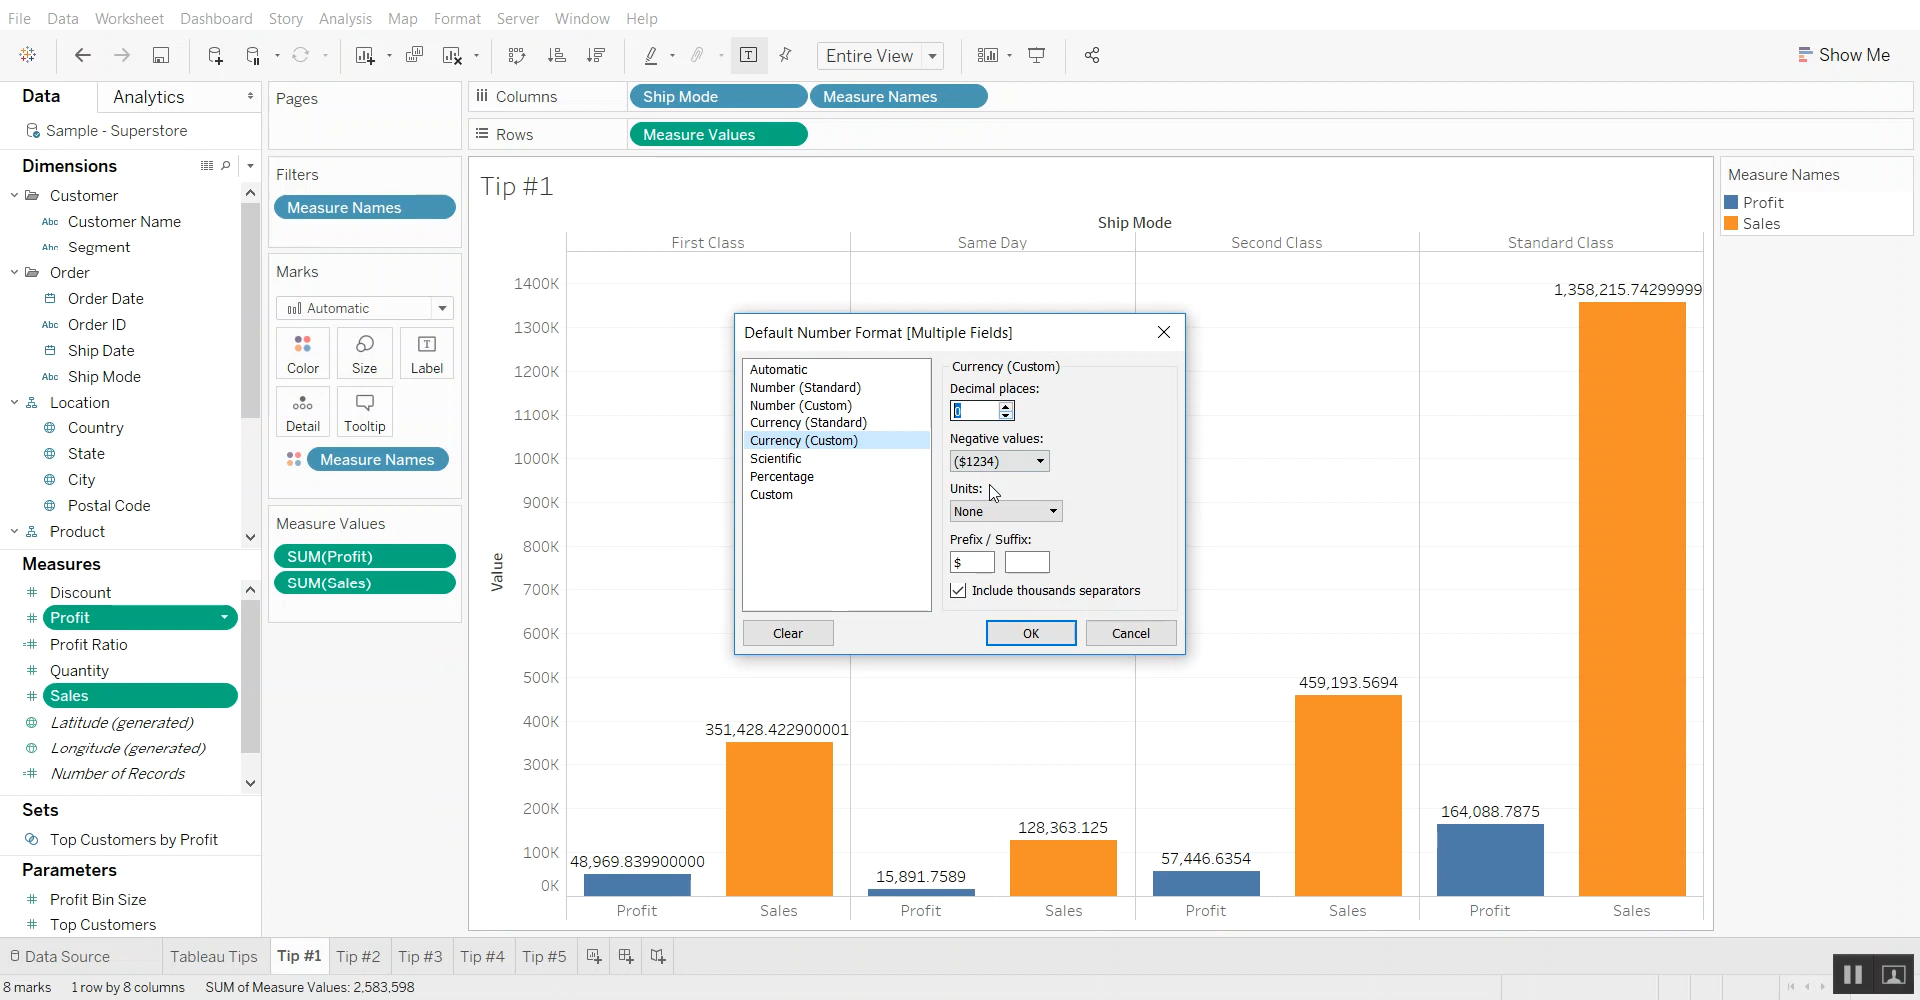 File Data Worksheet Dashboard Story Analysis Map Format Server Window Help
Entire View
Show Me
Data Analytics
Sample - Superstore
Dimensions
Customer
Abc Customer Name
Abc Segment
Order
Order Date
Abc Order ID
Ship Date
Abc Ship Mode
Location
Country
State
City
Postal Code
Product
Measures
# Discount
# Profit
# Profit Ratio
# Quantity
# Sales
Latitude (generated)
Longitude (generated)
# Number of Records
Sets
Top Customers by Profit
Parameters
# Profit Bin Size
# Top Customers
Pages
Filters
Measure Names
Marks
Automatic
Color Size Label
Detail Tooltip
Measure Names
Measure Values
SUM(Profit)
SUM(Sales)
Columns Ship Mode Measure Names
Rows Measure Values
Tip #1
Ship Mode
First Class Same Day Second Class Standard Class
Value
1400K
1300K
1200K
1100K
1000K
900K
800K
700K
600K
500K
400K
300K
200K
100K
0K
48,969.839900000
351,428.422900001
15,891.7589
128,363.125
57,446.6354
459,193.5694
164,088.7875
1,358,215.74299999
Profit Sales Profit Sales Profit Sales Profit Sales
Default Number Format [Multiple Fields]
Automatic
Number (Standard)
Number (Custom)
Currency (Standard)
Currency (Custom)
Scientific
Percentage
Custom
Currency (Custom)
Decimal places:
0
Negative values:
($1234)
Units:
None
Prefix / Suffix:
$
Include thousands separators
Clear OK Cancel
Measure Names
Profit
Sales
Data Source Tableau Tips Tip #1 Tip #2 Tip #3 Tip #4 Tip #5
8 marks 1 row by 8 columns SUM of Measure Values: 2,583,598